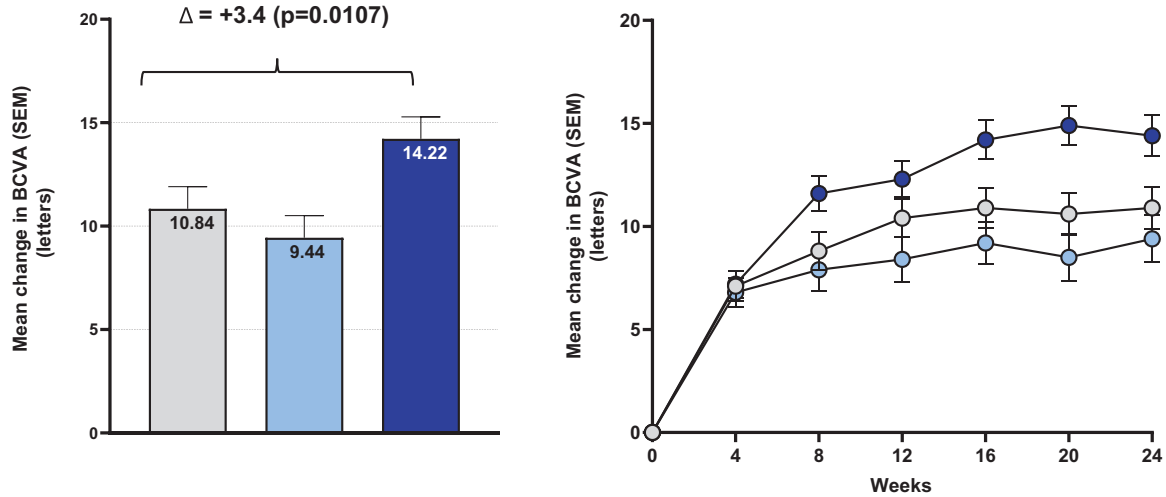 Δ = +3.4 (p=0.0107)
Mean change in BCVA (SEM)
(letters)
20
15
10
5
0
10.84
9.44
14.22
Mean change in BCVA (SEM)
(letters)
20
15
10
5
0
0 4 8 12 16 20 24
Weeks